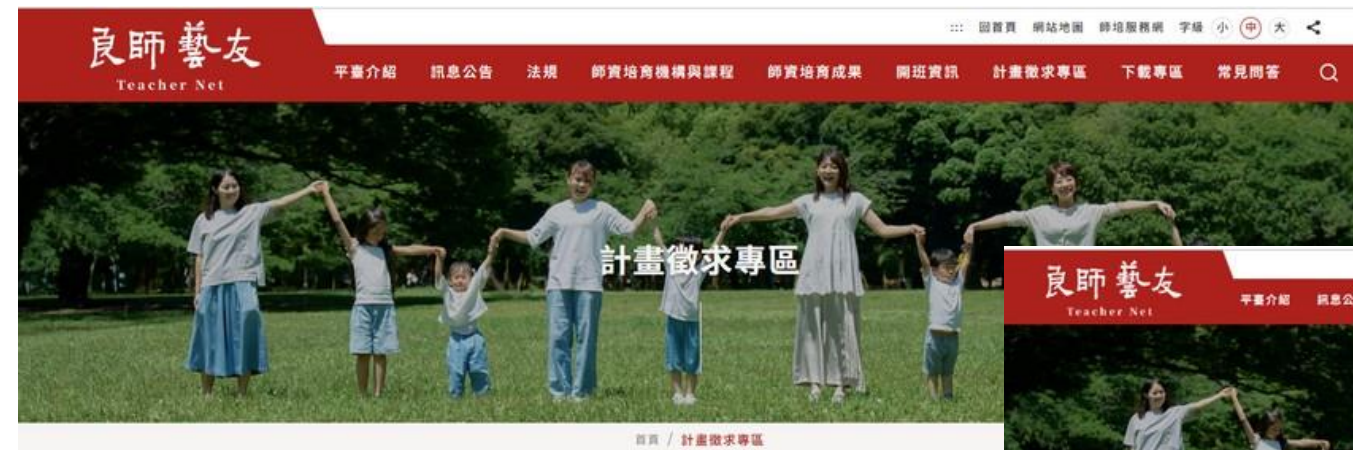 :::　回首頁　網站地圖　師培服務網　字級　小　中　大
良師藝友
Teacher Net
平臺介紹　訊息公告　法規　師資培育機構與課程　師資培育成果　開班資訊　計畫徵求專區　下載專區　常見問答
計畫徵求專區
首頁 / 計畫徵求專區
良師藝友
Teacher Net
平臺介紹　訊息公